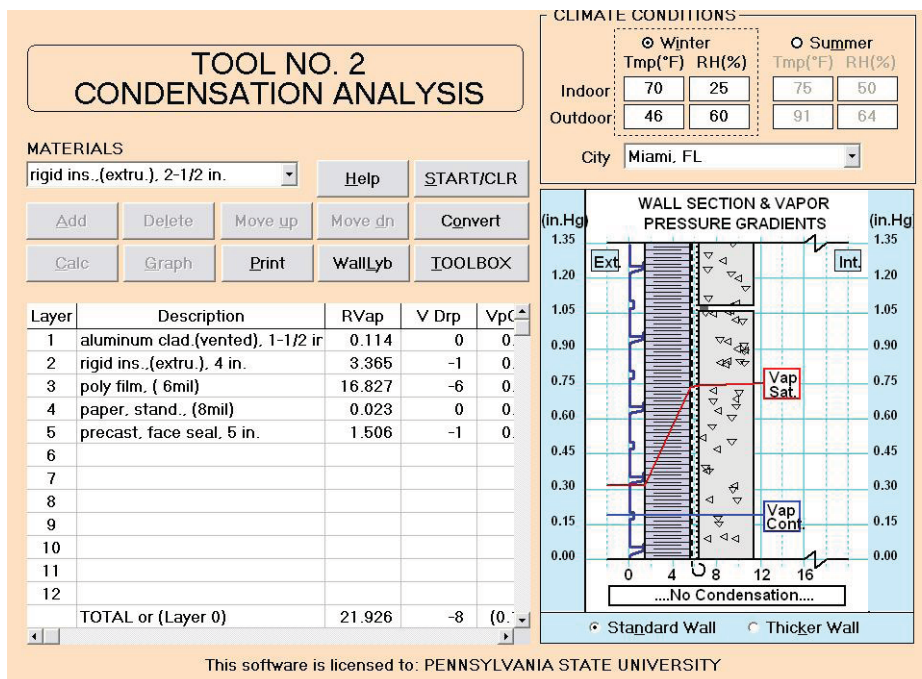 CLIMATE CONDITIONS
TOOL NO. 2
CONDENSATION ANALYSIS
Winter Summer
Tmp(°F) RH(%) Tmp(°F) RH(%)
Indoor 70 25 75 50
Outdoor 46 60 91 64
City Miami, FL
MATERIALS
rigid ins.,(extru.), 2-1/2 in.
Help START/CLR
Add Delete Move up Move dn Convert
Calc Graph Print WallLyb TOOLBOX
Layer Description RVap V Drp Vp(
1 aluminum clad.(vented), 1-1/2 ir 0.114 0 0.
2 rigid ins.,(extru.), 4 in. 3.365 -1 0.
3 poly film, ( 6mil) 16.827 -6 0.
4 paper, stand., (8mil) 0.023 0 0.
5 precast, face seal, 5 in. 1.506 -1 0.
6
7
8
9
10
11
12
TOTAL or (Layer 0) 21.926 -8 (0.
WALL SECTION & VAPOR
PRESSURE GRADIENTS
(in.Hg) (in.Hg)
1.35 1.35
Ext. Int.
1.20 1.20
1.05 1.05
0.90 0.90
0.75 Vap 0.75
Sat.
0.60 0.60
0.45 0.45
0.30 0.30
Vap
0.15 Cont. 0.15
0.00 0.00
0 4 8 12 16
....No Condensation....
Standard Wall Thicker Wall
This software is licensed to: PENNSYLVANIA STATE UNIVERSITY